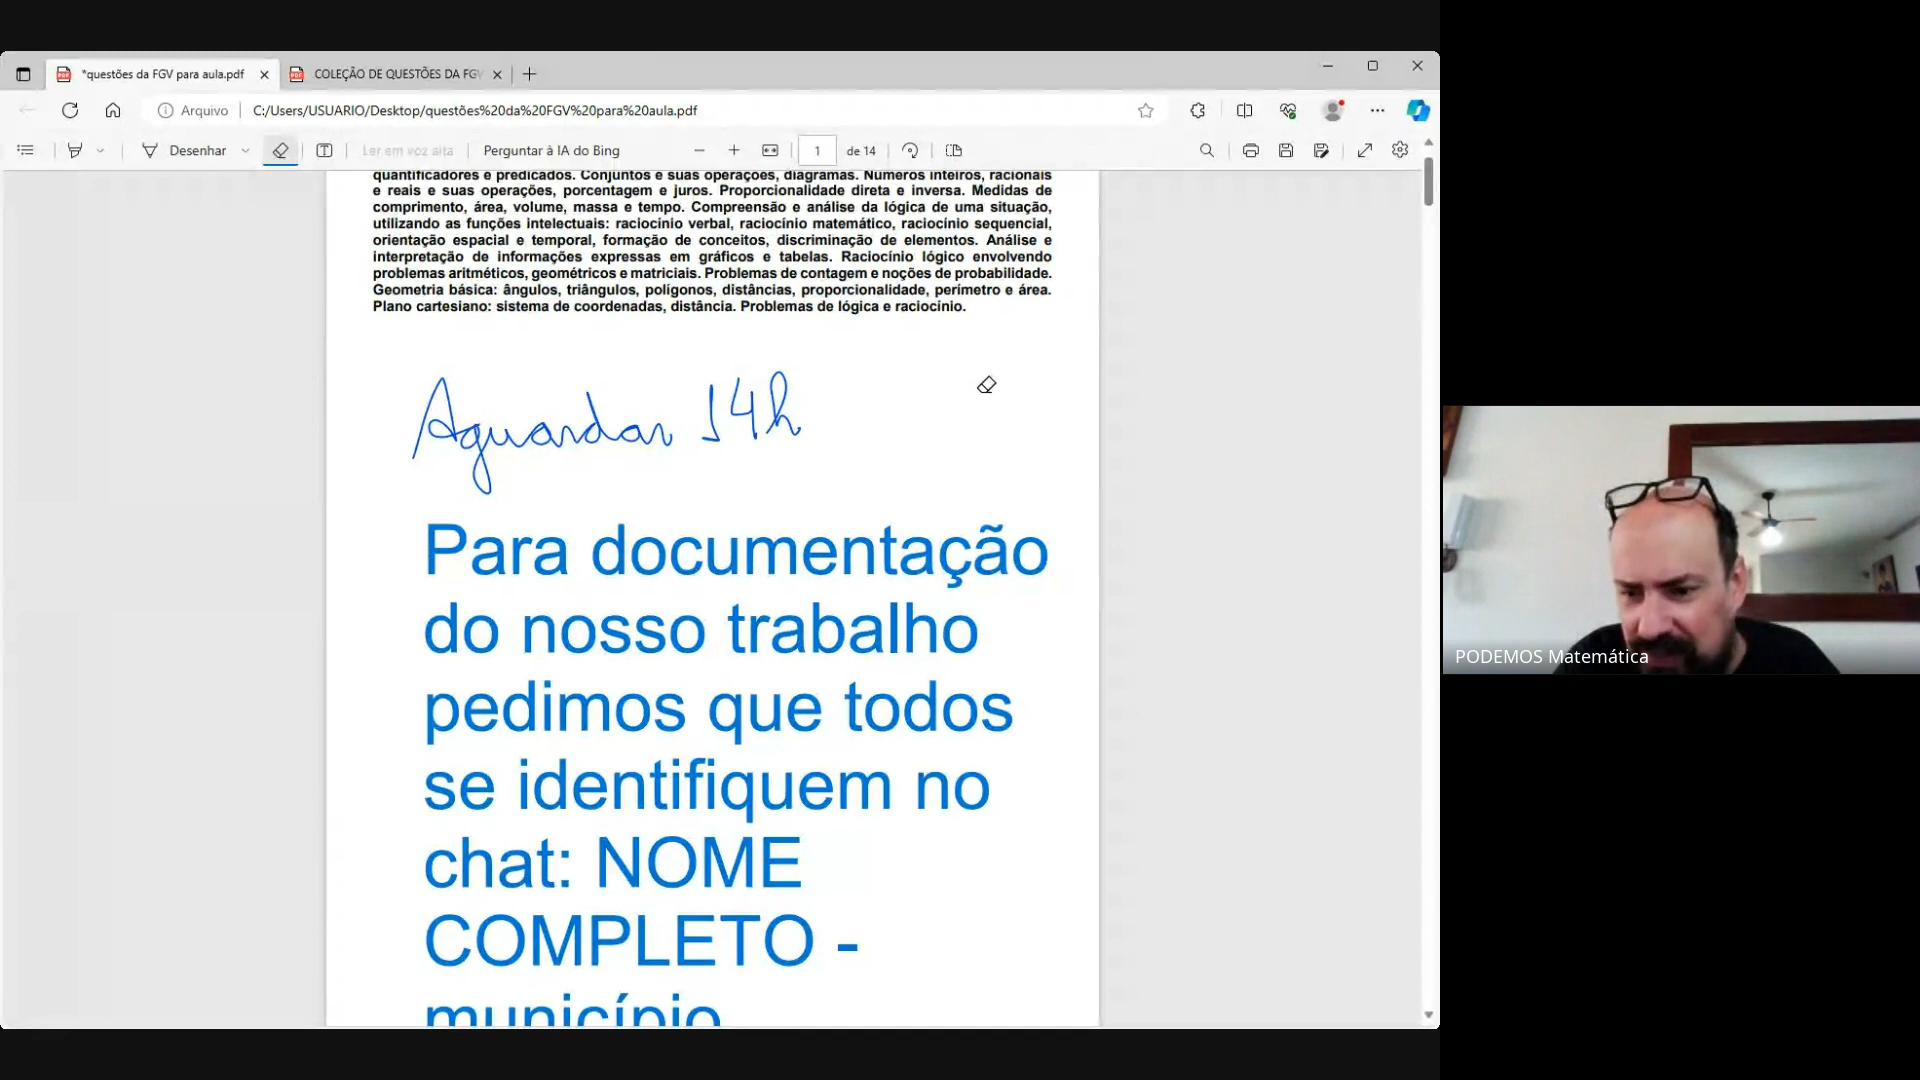 *questões da FGV para aula.pdf
COLEÇÃO DE QUESTÕES DA FGV
Arquivo
C:/Users/USUARIO/Desktop/questões%20da%20FGV%20para%20aula.pdf
Desenhar
Ler em voz alta
Perguntar à IA do Bing
1
de 14
quantificadores e predicados. Conjuntos e suas operações, diagramas. Números inteiros, racionais
e reais e suas operações, porcentagem e juros. Proporcionalidade direta e inversa. Medidas de
comprimento, área, volume, massa e tempo. Compreensão e análise da lógica de uma situação,
utilizando as funções intelectuais: raciocínio verbal, raciocínio matemático, raciocínio sequencial,
orientação espacial e temporal, formação de conceitos, discriminação de elementos. Análise e
interpretação de informações expressas em gráficos e tabelas. Raciocínio lógico envolvendo
problemas aritméticos, geométricos e matriciais. Problemas de contagem e noções de probabilidade.
Geometria básica: ângulos, triângulos, polígonos, distâncias, proporcionalidade, perímetro e área.
Plano cartesiano: sistema de coordenadas, distância. Problemas de lógica e raciocínio.
Aguardar 14h
Para documentação
do nosso trabalho
pedimos que todos
se identifiquem no
chat: NOME
COMPLETO -
município
PODEMOS Matemática